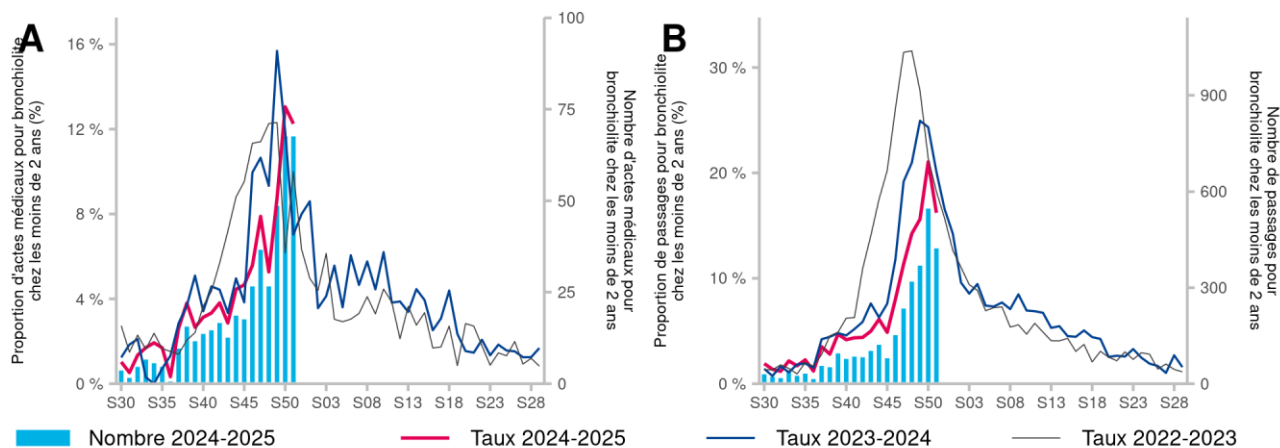 A
Proportion d'actes médicaux pour bronchiolite
chez les moins de 2 ans (%)
16 %
12 %
8 %
4 %
0 %
100
75
50
25
0
Nombre d'actes médicaux pour
bronchiolite chez les moins de 2 ans
S30 S35 S40 S45 S50 S03 S08 S13 S18 S23 S28
B
Proportion de passages pour bronchiolite
chez les moins de 2 ans (%)
30 %
20 %
10 %
0 %
900
600
300
0
Nombre de passages pour
bronchiolite chez les moins de 2 ans
S30 S35 S40 S45 S50 S03 S08 S13 S18 S23 S28
Nombre 2024-2025 Taux 2024-2025 Taux 2023-2024 Taux 2022-2023